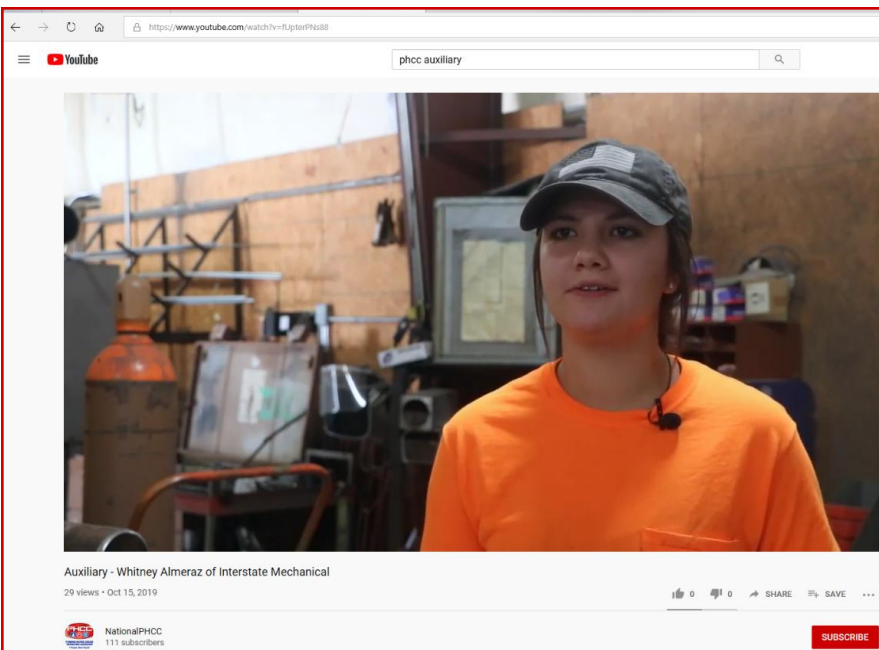 https://www.youtube.com/watch?v=fUpterPNs88
YouTube
phcc auxiliary
Auxiliary - Whitney Almeraz of Interstate Mechanical
29 views • Oct 15, 2019
0 0 SHARE SAVE ...
NationalPHCC
111 subscribers
SUBSCRIBE
PHCC